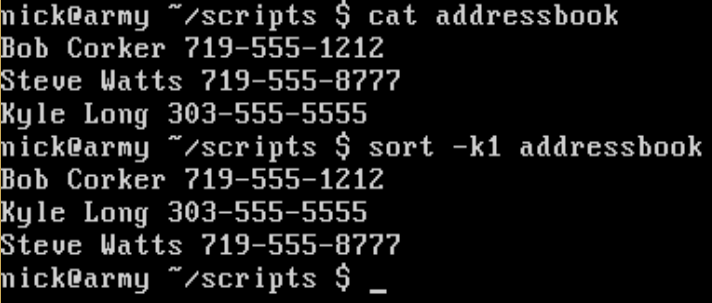 nick@army ~/scripts $ cat addressbook
Bob Corker 719-555-1212
Steve Watts 719-555-8777
Kyle Long 303-555-5555
nick@army ~/scripts $ sort -k1 addressbook
Bob Corker 719-555-1212
Kyle Long 303-555-5555
Steve Watts 719-555-8777
nick@army ~/scripts $ _